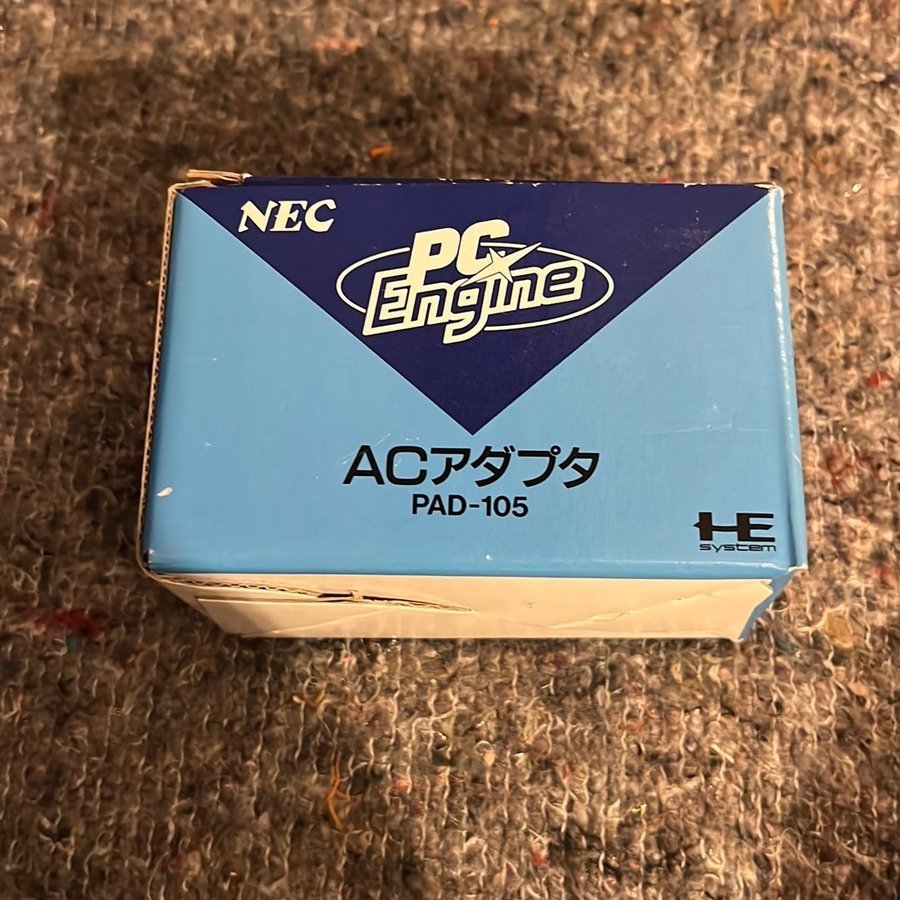 NEC
PC
Engine
ACアダプタ
PAD-105
HE
system